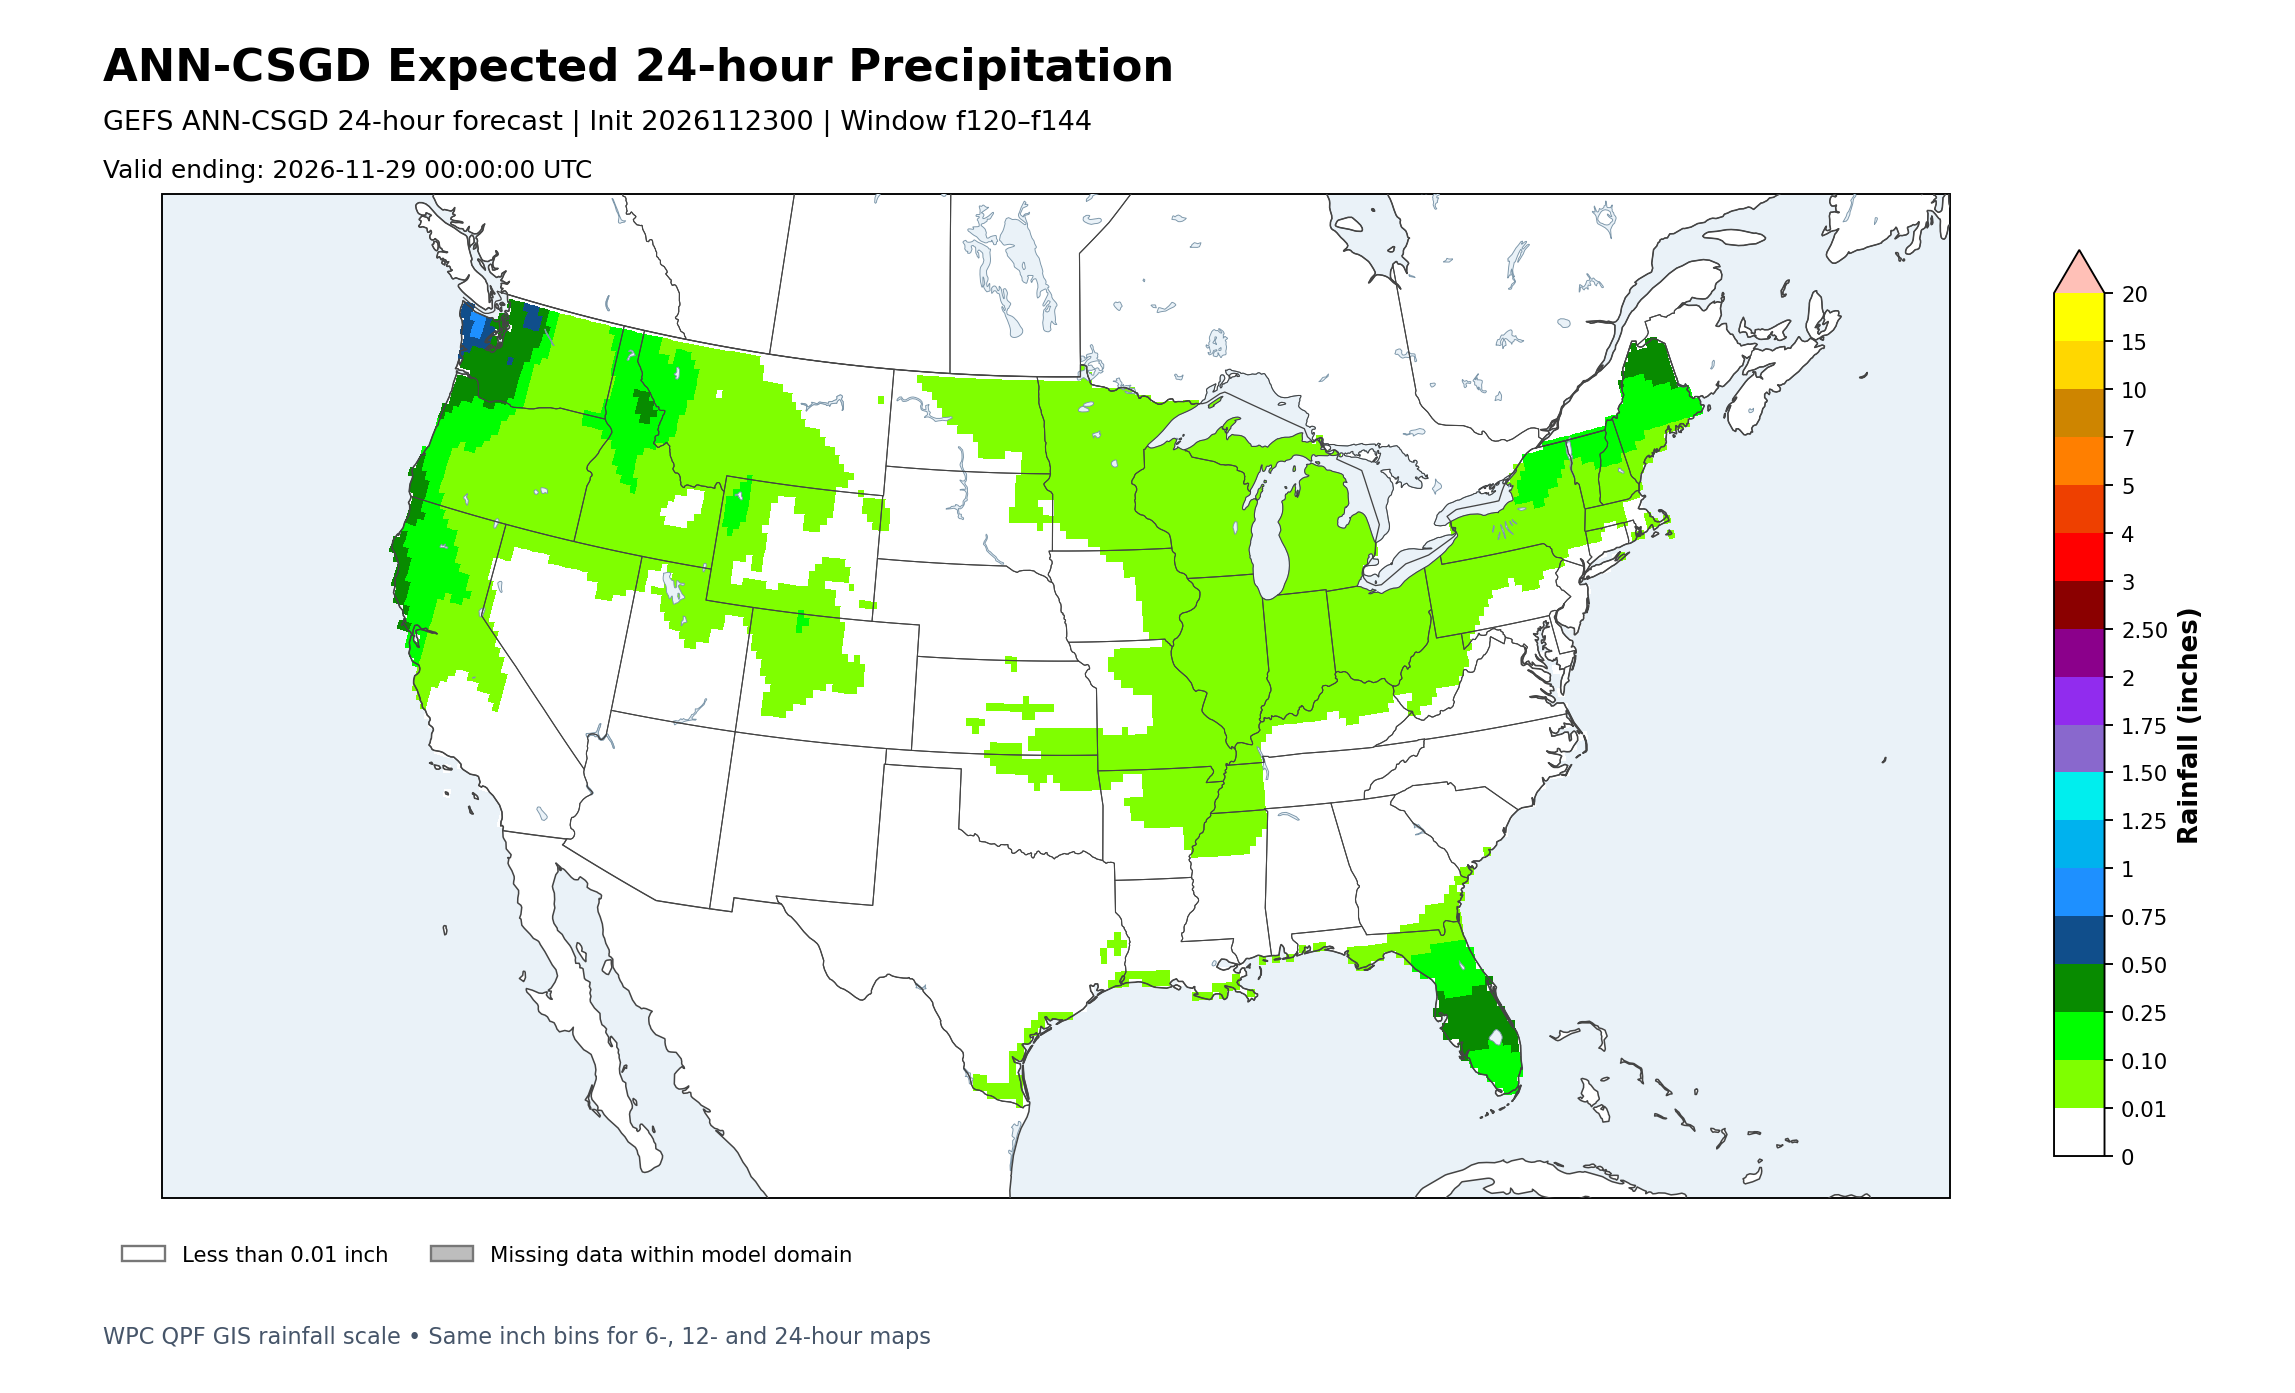 ANN-CSGD Expected 24-hour Precipitation
GEFS ANN-CSGD 24-hour forecast | Init 2026112300 | Window f120–f144
Valid ending: 2026-11-29 00:00:00 UTC
20
15
10
7
5
4
3
2.50
2
1.75
1.50
1.25
1
0.75
0.50
0.25
0.10
0.01
0
Rainfall (inches)
Less than 0.01 inch
Missing data within model domain
WPC QPF GIS rainfall scale • Same inch bins for 6-, 12- and 24-hour maps